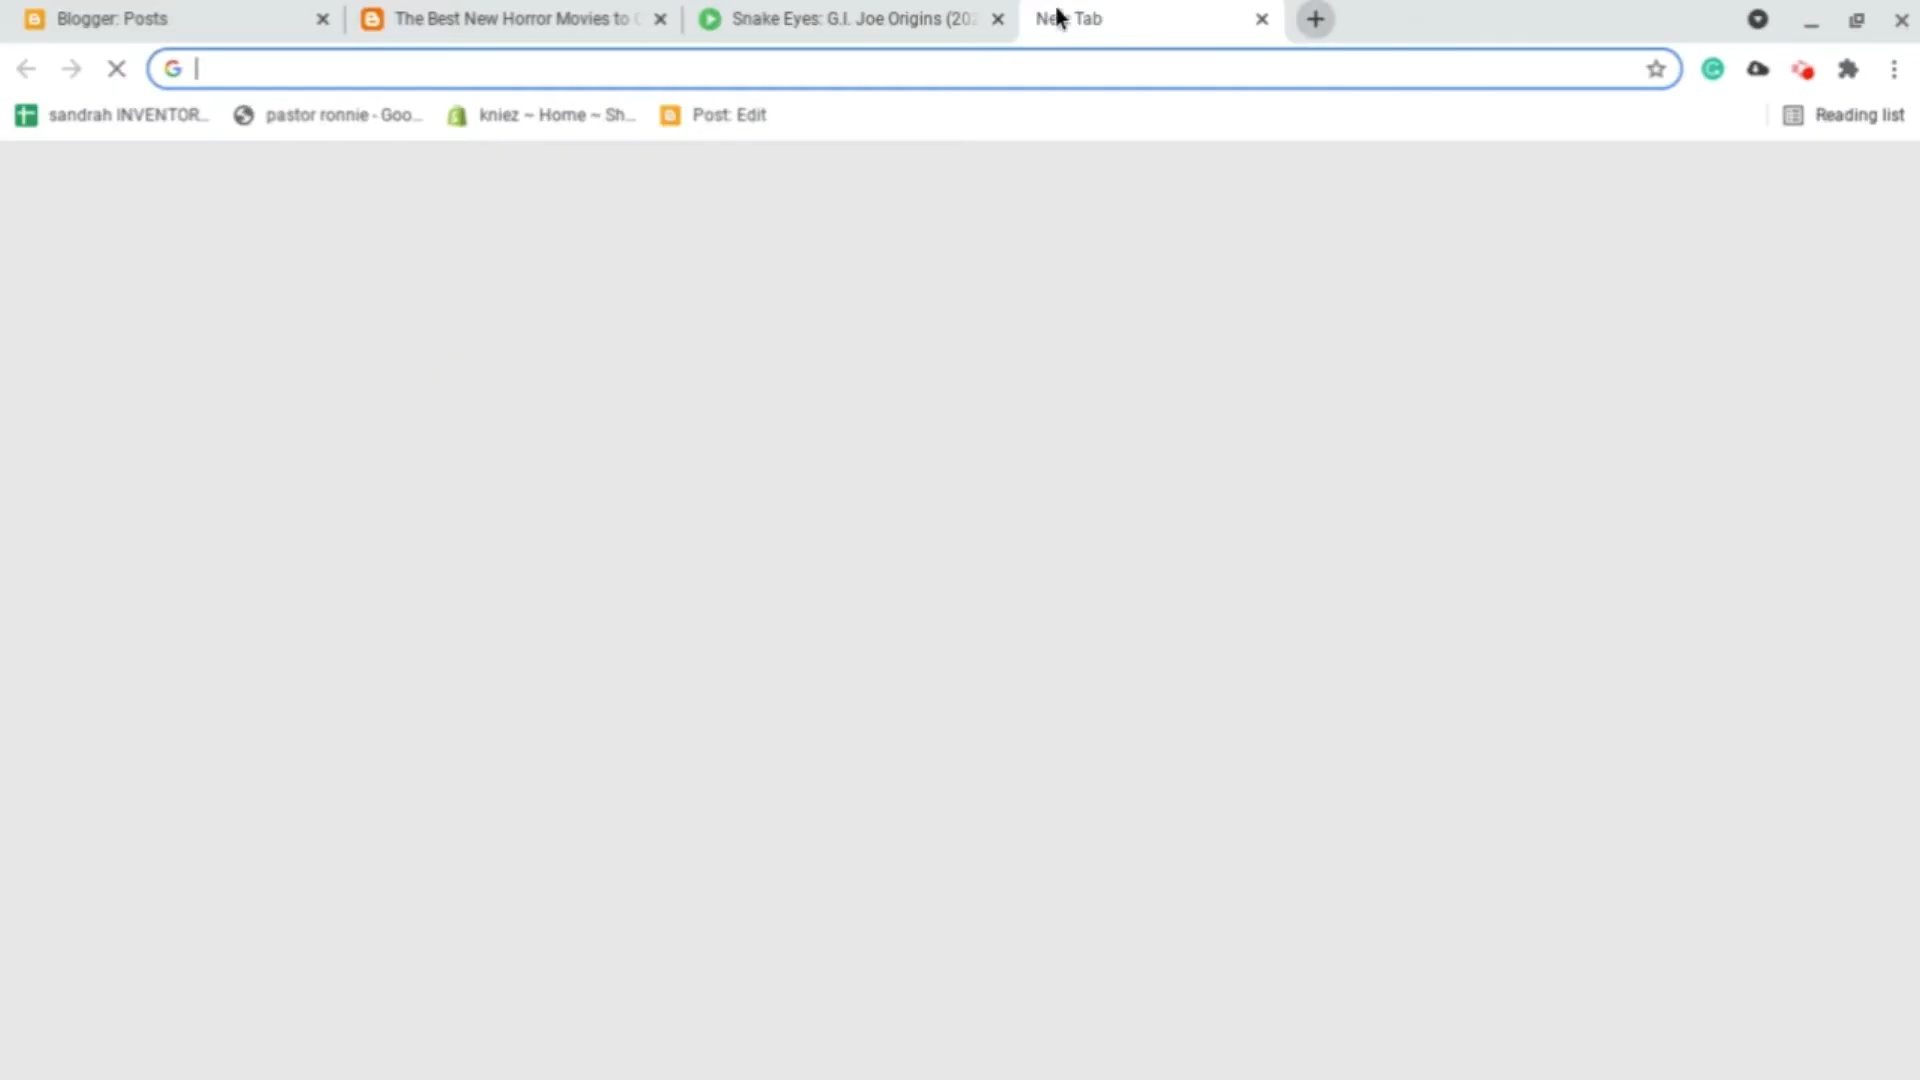 Blogger: Posts
The Best New Horror Movies to
Snake Eyes: G.I. Joe Origins (202
New Tab
sandrah INVENTOR...
pastor ronnie - Goo...
kniez ~ Home ~ Sh...
Post: Edit
Reading list